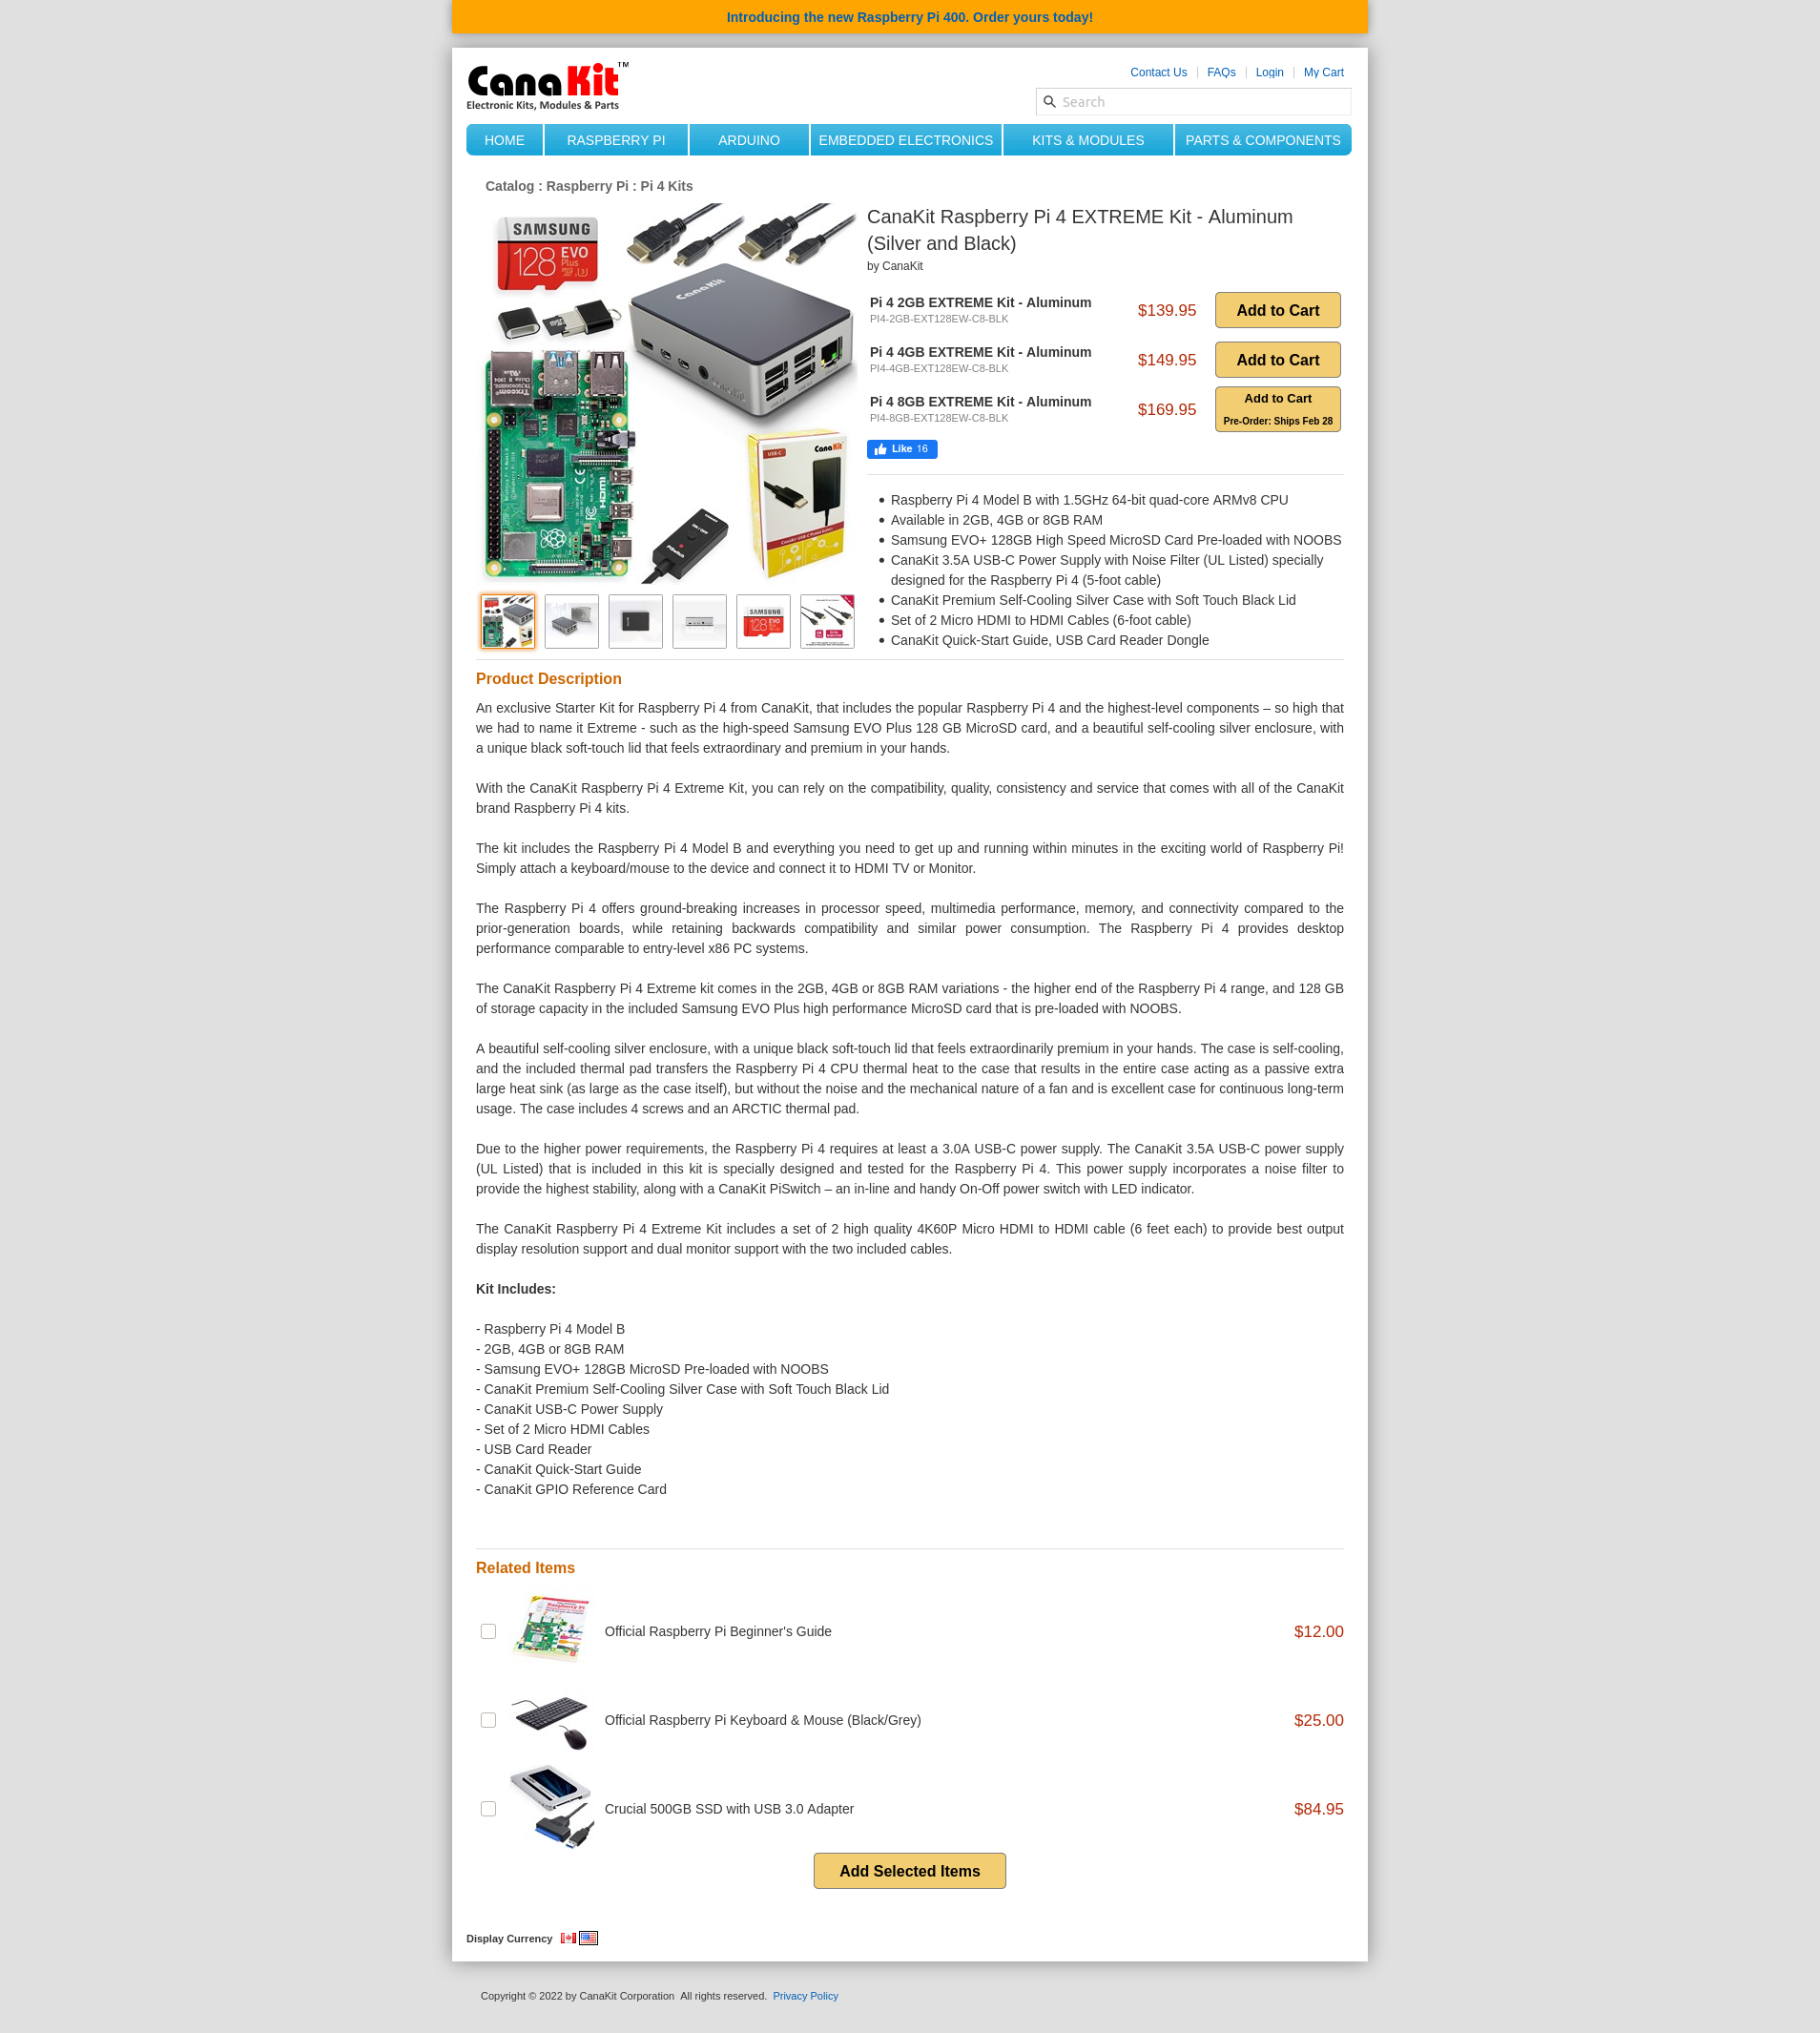 Introducing the new Raspberry Pi 400. Order yours today!
CanaKit™
Electronic Kits, Modules & Parts
Contact Us | FAQs | Login | My Cart
Search
HOME RASPBERRY PI ARDUINO EMBEDDED ELECTRONICS KITS & MODULES PARTS & COMPONENTS
Catalog : Raspberry Pi : Pi 4 Kits
SAMSUNG
128 EVO
Plus
CanaKit
HDMI
ON / OFF
USB-C
CanaKit
CanaKit Raspberry Pi 4 EXTREME Kit - Aluminum
(Silver and Black)
by CanaKit
Pi 4 2GB EXTREME Kit - Aluminum
PI4-2GB-EXT128EW-C8-BLK
$139.95
Add to Cart
Pi 4 4GB EXTREME Kit - Aluminum
PI4-4GB-EXT128EW-C8-BLK
$149.95
Add to Cart
Pi 4 8GB EXTREME Kit - Aluminum
PI4-8GB-EXT128EW-C8-BLK
$169.95
Add to Cart
Pre-Order: Ships Feb 28
Like 16
• Raspberry Pi 4 Model B with 1.5GHz 64-bit quad-core ARMv8 CPU
• Available in 2GB, 4GB or 8GB RAM
• Samsung EVO+ 128GB High Speed MicroSD Card Pre-loaded with NOOBS
• CanaKit 3.5A USB-C Power Supply with Noise Filter (UL Listed) specially
designed for the Raspberry Pi 4 (5-foot cable)
• CanaKit Premium Self-Cooling Silver Case with Soft Touch Black Lid
• Set of 2 Micro HDMI to HDMI Cables (6-foot cable)
• CanaKit Quick-Start Guide, USB Card Reader Dongle
SAMSUNG
128 EVO
Product Description
An exclusive Starter Kit for Raspberry Pi 4 from CanaKit, that includes the popular Raspberry Pi 4 and the highest-level components – so high that
we had to name it Extreme - such as the high-speed Samsung EVO Plus 128 GB MicroSD card, and a beautiful self-cooling silver enclosure, with
a unique black soft-touch lid that feels extraordinary and premium in your hands.
With the CanaKit Raspberry Pi 4 Extreme Kit, you can rely on the compatibility, quality, consistency and service that comes with all of the CanaKit
brand Raspberry Pi 4 kits.
The kit includes the Raspberry Pi 4 Model B and everything you need to get up and running within minutes in the exciting world of Raspberry Pi!
Simply attach a keyboard/mouse to the device and connect it to HDMI TV or Monitor.
The Raspberry Pi 4 offers ground-breaking increases in processor speed, multimedia performance, memory, and connectivity compared to the
prior-generation boards, while retaining backwards compatibility and similar power consumption. The Raspberry Pi 4 provides desktop
performance comparable to entry-level x86 PC systems.
The CanaKit Raspberry Pi 4 Extreme kit comes in the 2GB, 4GB or 8GB RAM variations - the higher end of the Raspberry Pi 4 range, and 128 GB
of storage capacity in the included Samsung EVO Plus high performance MicroSD card that is pre-loaded with NOOBS.
A beautiful self-cooling silver enclosure, with a unique black soft-touch lid that feels extraordinarily premium in your hands. The case is self-cooling,
and the included thermal pad transfers the Raspberry Pi 4 CPU thermal heat to the case that results in the entire case acting as a passive extra
large heat sink (as large as the case itself), but without the noise and the mechanical nature of a fan and is excellent case for continuous long-term
usage. The case includes 4 screws and an ARCTIC thermal pad.
Due to the higher power requirements, the Raspberry Pi 4 requires at least a 3.0A USB-C power supply. The CanaKit 3.5A USB-C power supply
(UL Listed) that is included in this kit is specially designed and tested for the Raspberry Pi 4. This power supply incorporates a noise filter to
provide the highest stability, along with a CanaKit PiSwitch – an in-line and handy On-Off power switch with LED indicator.
The CanaKit Raspberry Pi 4 Extreme Kit includes a set of 2 high quality 4K60P Micro HDMI to HDMI cable (6 feet each) to provide best output
display resolution support and dual monitor support with the two included cables.
Kit Includes:
- Raspberry Pi 4 Model B
- 2GB, 4GB or 8GB RAM
- Samsung EVO+ 128GB MicroSD Pre-loaded with NOOBS
- CanaKit Premium Self-Cooling Silver Case with Soft Touch Black Lid
- CanaKit USB-C Power Supply
- Set of 2 Micro HDMI Cables
- USB Card Reader
- CanaKit Quick-Start Guide
- CanaKit GPIO Reference Card
Related Items
Official Raspberry Pi Beginner's Guide $12.00
Official Raspberry Pi Keyboard & Mouse (Black/Grey) $25.00
Crucial 500GB SSD with USB 3.0 Adapter $84.95
Add Selected Items
Display Currency
Copyright © 2022 by CanaKit Corporation All rights reserved. Privacy Policy